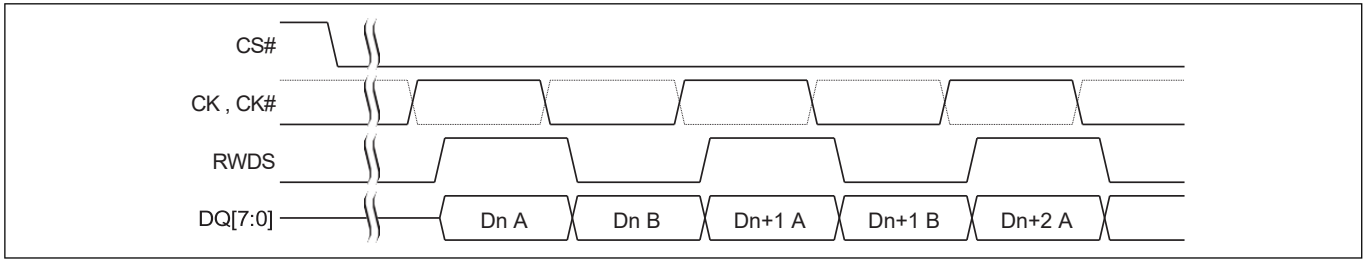 CS#
CK , CK#
RWDS
DQ[7:0] Dn A Dn B Dn+1 A Dn+1 B Dn+2 A